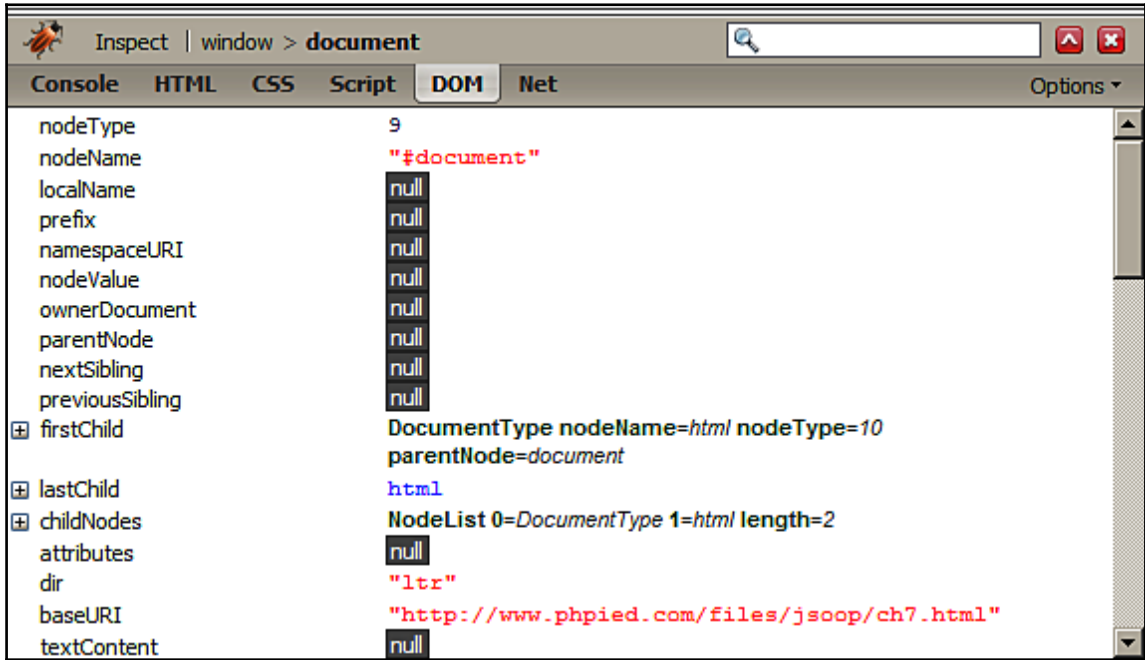 Inspect | window > document
Console HTML CSS Script DOM Net Options
nodeType 9
nodeName "#document"
localName null
prefix null
namespaceURI null
nodeValue null
ownerDocument null
parentNode null
nextSibling null
previousSibling null
firstChild DocumentType nodeName=html nodeType=10
parentNode=document
lastChild html
childNodes NodeList 0=DocumentType 1=html length=2
attributes null
dir "ltr"
baseURI "http://www.phpied.com/files/jsoop/ch7.html"
textContent null